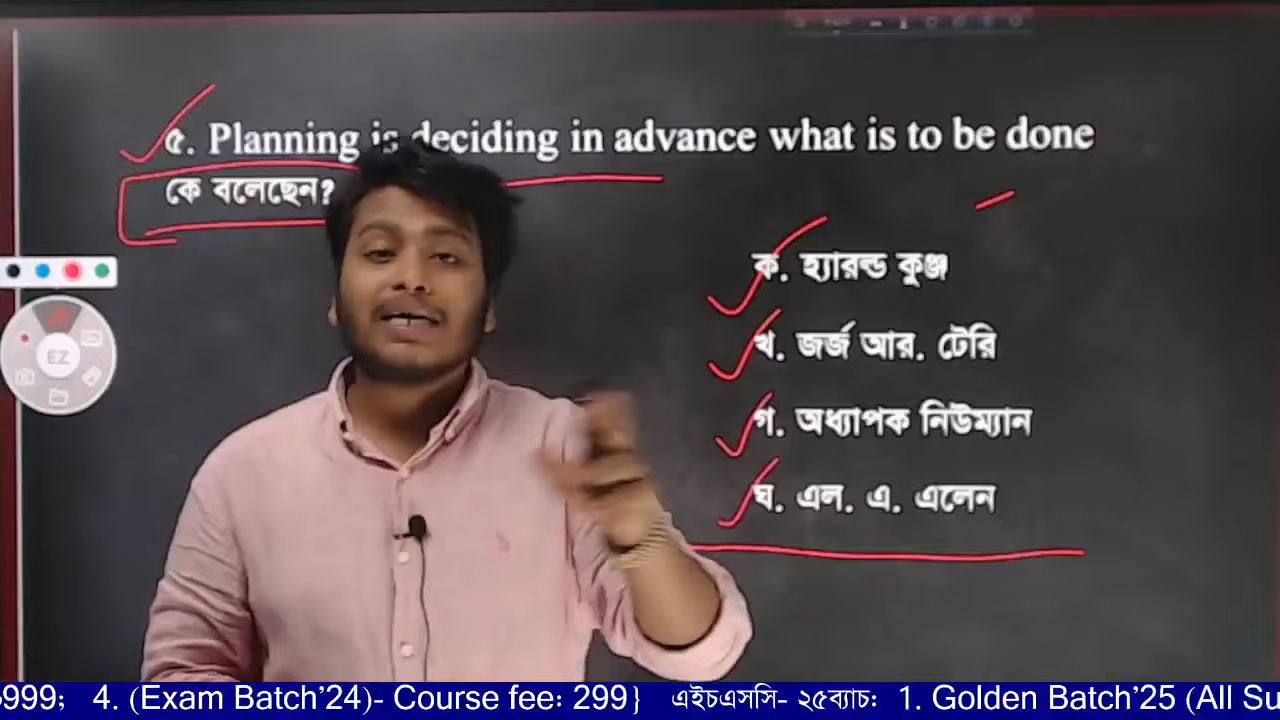 ৫. Planning is deciding in advance what is to be done
কে বলেছেন?
ক. হ্যারল্ড কুঞ্জ
খ. জর্জ আর. টেরি
গ. অধ্যাপক নিউম্যান
ঘ. এল. এ. এলেন
EZ
999; 4. (Exam Batch’24)- Course fee: 299} এইচএসসি- ২৫ব্যাচ: 1. Golden Batch’25 (All Su